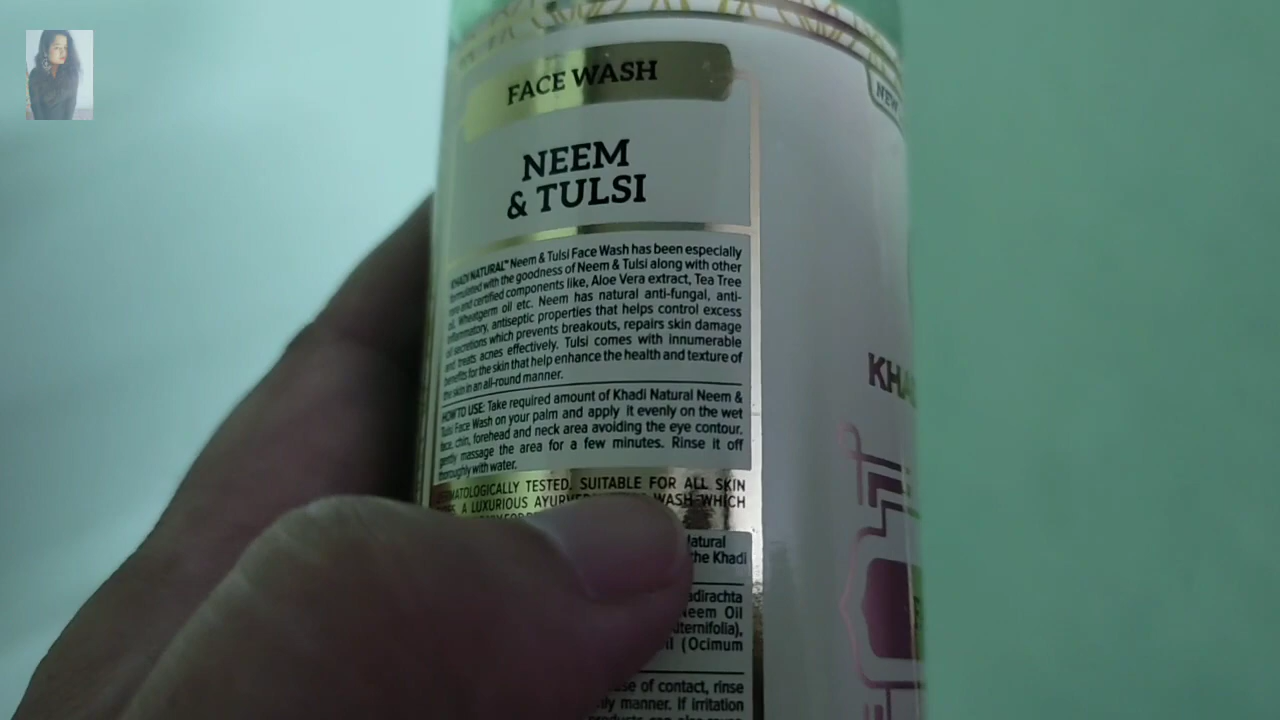 FACE WASH
NEEM
& TULSI
KHADI NATURAL™ Neem & Tulsi Face Wash has been especially
formulated with the goodness of Neem & Tulsi along with other
and certified components like, Aloe Vera extract, Tea Tree
oil, Wheatgerm oil etc. Neem has natural anti-fungal, anti-
inflammatory, antiseptic properties that helps control excess
oil secretions which prevents breakouts, repairs skin damage
and treats acnes effectively. Tulsi comes with innumerable
benefits for the skin that help enhance the health and texture of
the skin in an all-round manner.
HOW TO USE: Take required amount of Khadi Natural Neem &
Tulsi Face Wash on your palm and apply it evenly on the wet
face, chin, forehead and neck area avoiding the eye contour.
gently massage the area for a few minutes. Rinse it off
thoroughly with water.
DERMATOLOGICALLY TESTED. SUITABLE FOR ALL SKIN
A LUXURIOUS WASH WHICH
the Khadi
Neem Oil
(Ocimum
of contact, rinse
manner. If irritation
NEW
KHA